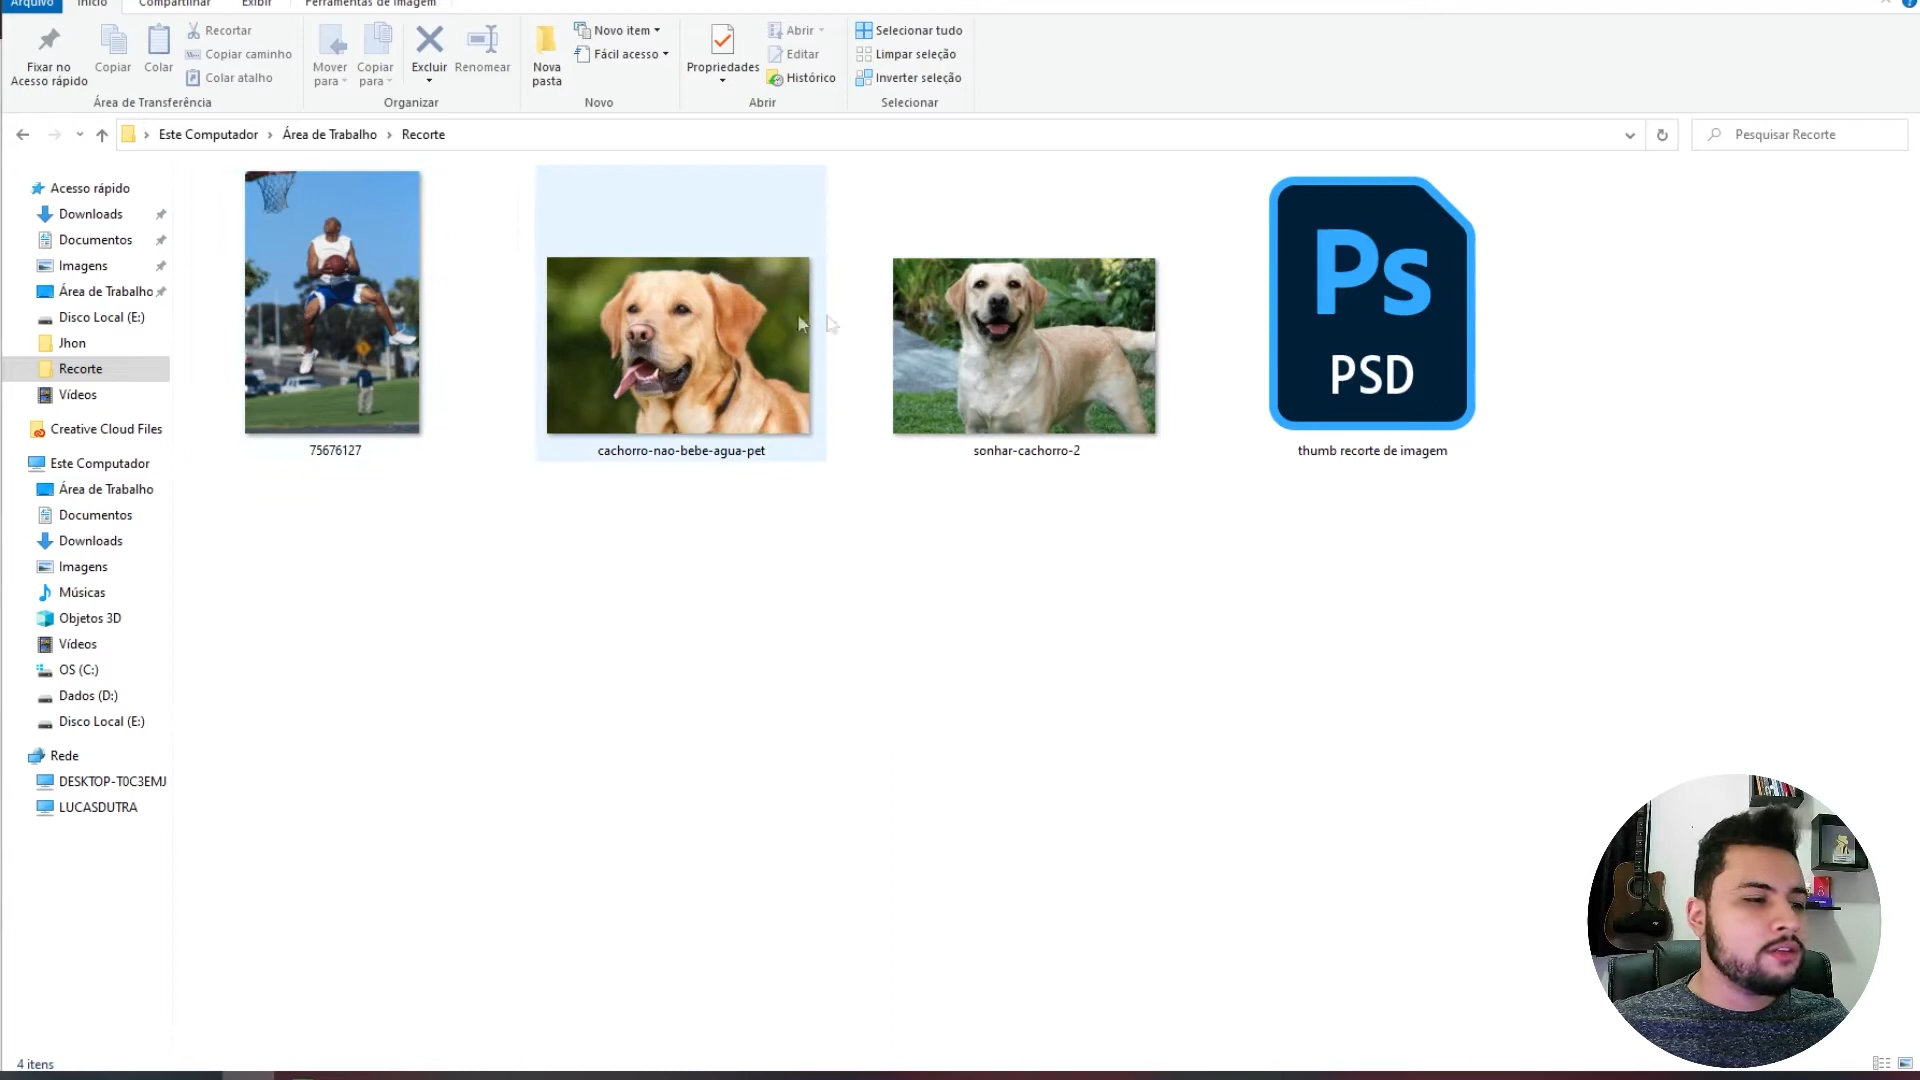 Arquivo Início Compartilhar Exibir Ferramentas de Imagem
Fixar no
Acesso rápido
Copiar
Colar
Recortar
Copiar caminho
Colar atalho
Área de Transferência
Mover
para
Copiar
para
Excluir
Renomear
Organizar
Nova
pasta
Novo item
Fácil acesso
Novo
Propriedades
Abrir
Editar
Histórico
Abrir
Selecionar tudo
Limpar seleção
Inverter seleção
Selecionar
Este Computador › Área de Trabalho › Recorte
Pesquisar Recorte
Acesso rápido
Downloads
Documentos
Imagens
Área de Trabalho
Disco Local (E:)
Jhon
Recorte
Vídeos
Creative Cloud Files
Este Computador
Área de Trabalho
Documentos
Downloads
Imagens
Músicas
Objetos 3D
Vídeos
OS (C:)
Dados (D:)
Disco Local (E:)
Rede
DESKTOP-T0C3EMJ
LUCASDUTRA
Ps
PSD
75676127
cachorro-nao-bebe-agua-pet
sonhar-cachorro-2
thumb recorte de imagem
4 itens